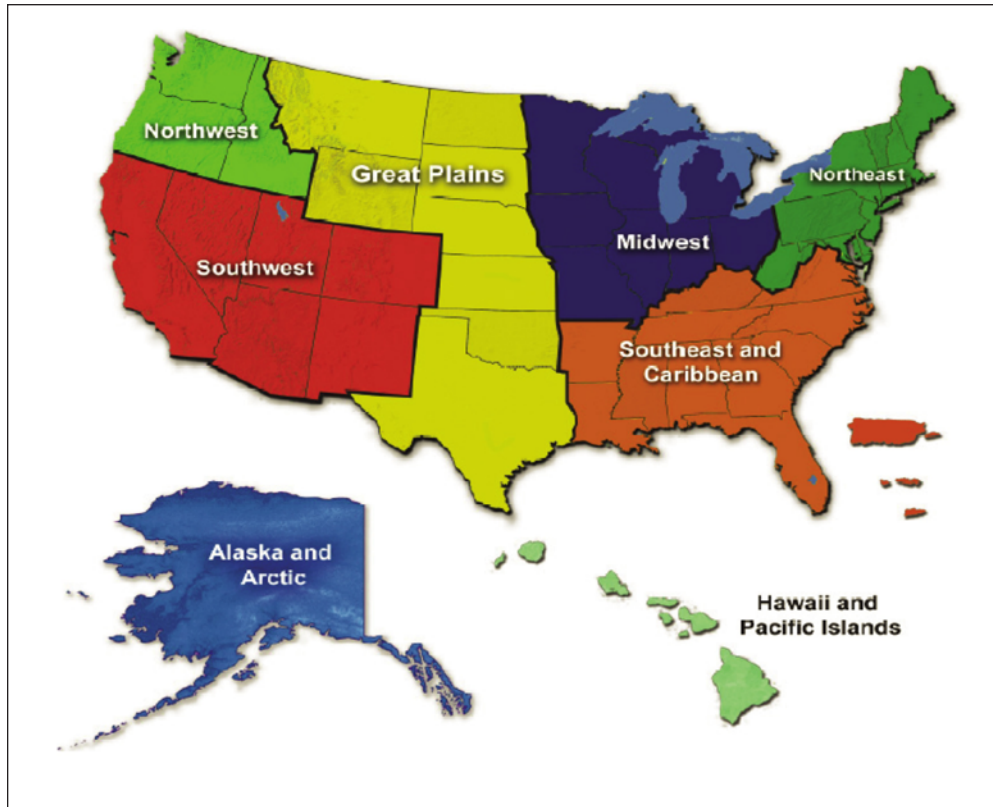 Northwest
Great Plains
Northeast
Midwest
Southwest
Southeast and
Caribbean
Alaska and
Arctic
Hawaii and
Pacific Islands